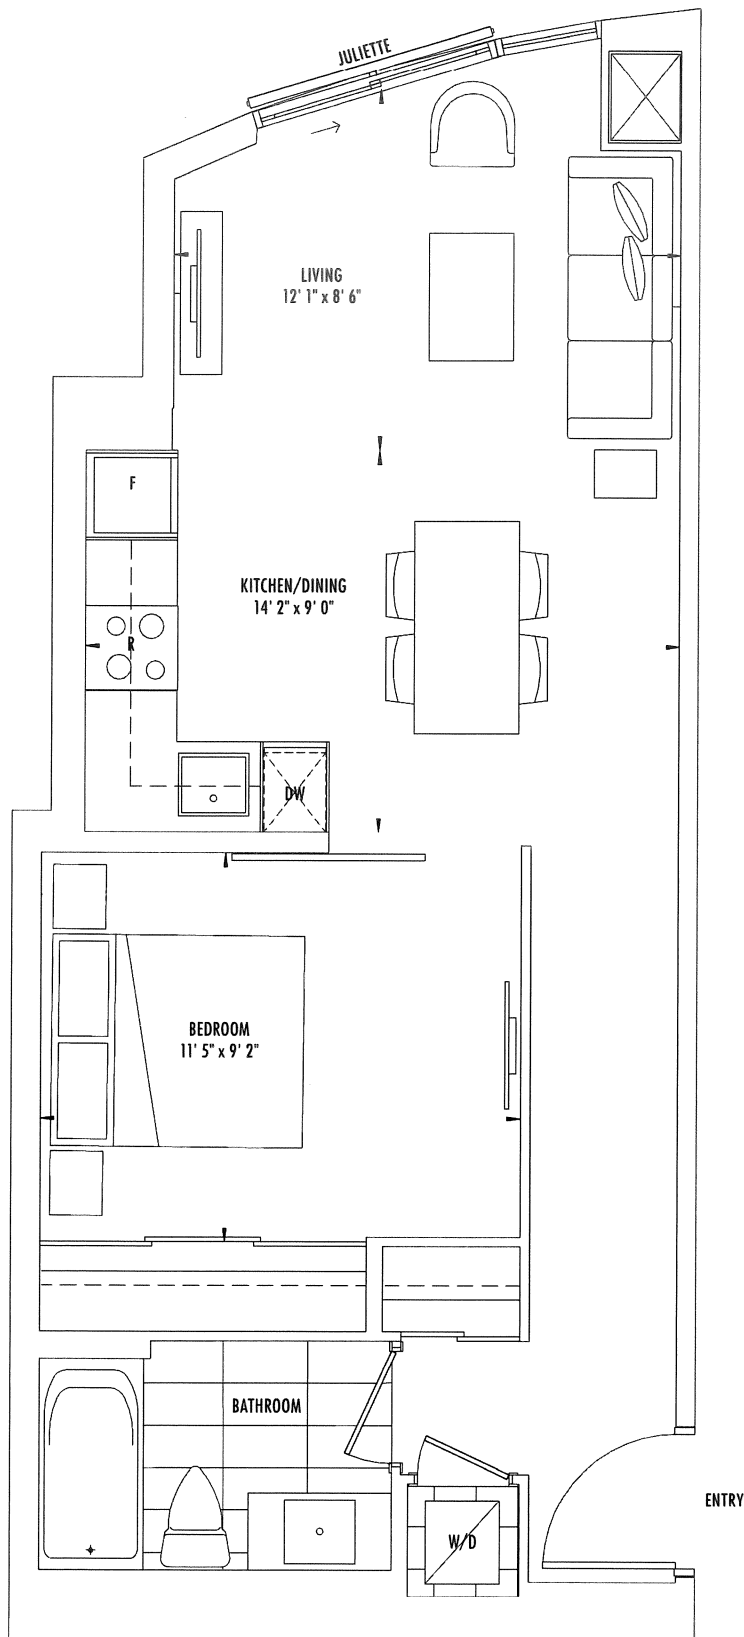 JULIETTE
LIVING
12' 1" x 8' 6"
F
KITCHEN/DINING
14' 2" x 9' 0"
R
DW
BEDROOM
11' 5" x 9' 2"
BATHROOM
ENTRY
W/D